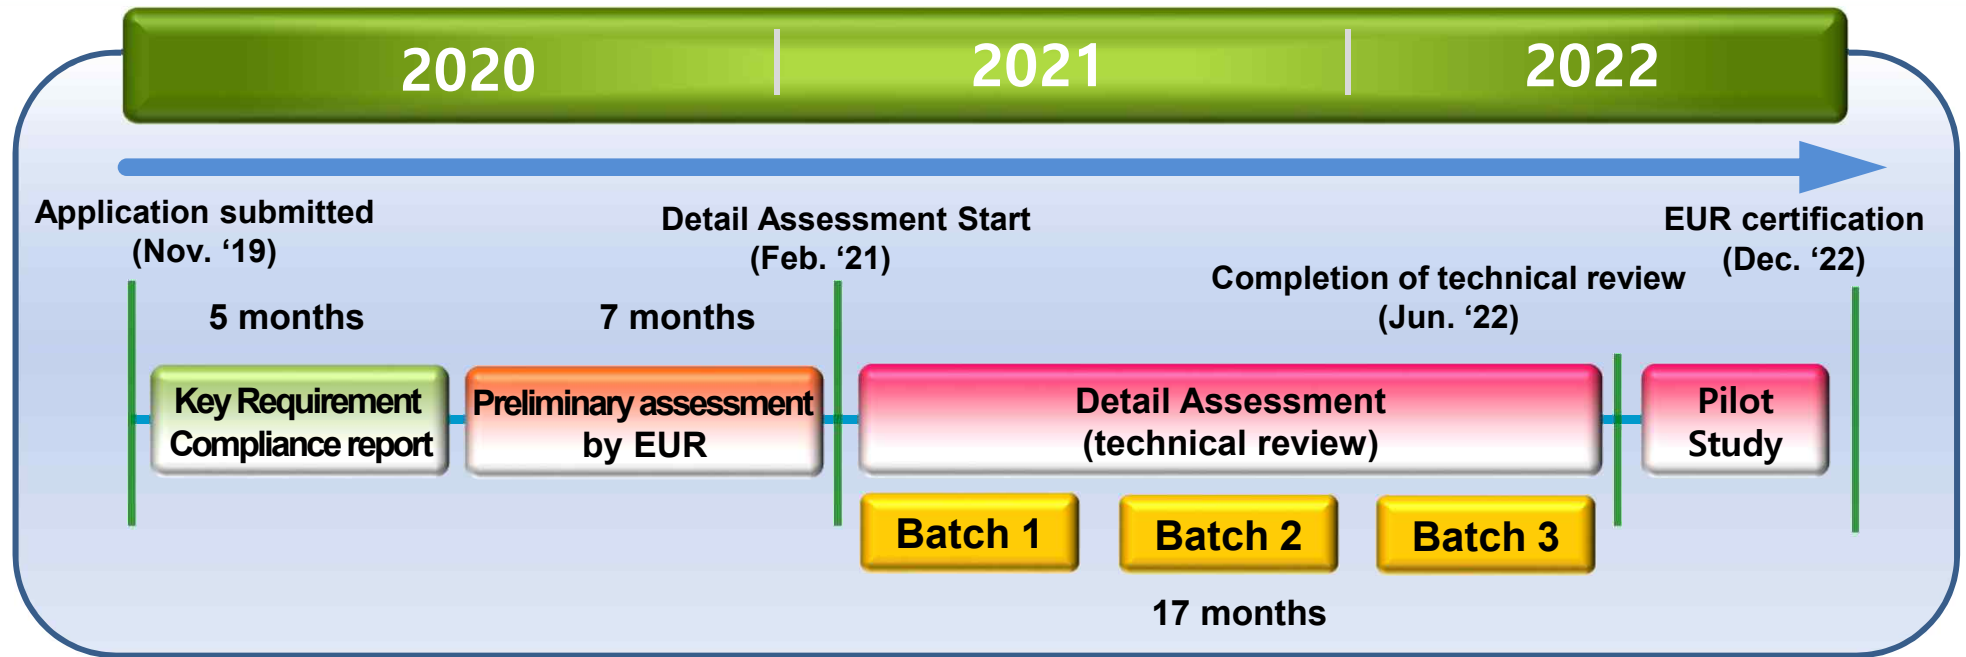 2020
2021
2022
Application submitted
(Nov. ‘19)
Detail Assessment Start
(Feb. ‘21)
EUR certification
(Dec. ‘22)
Completion of technical review
(Jun. ‘22)
5 months
7 months
Key Requirement
Compliance report
Preliminary assessment
by EUR
Detail Assessment
(technical review)
Pilot
Study
Batch 1
Batch 2
Batch 3
17 months